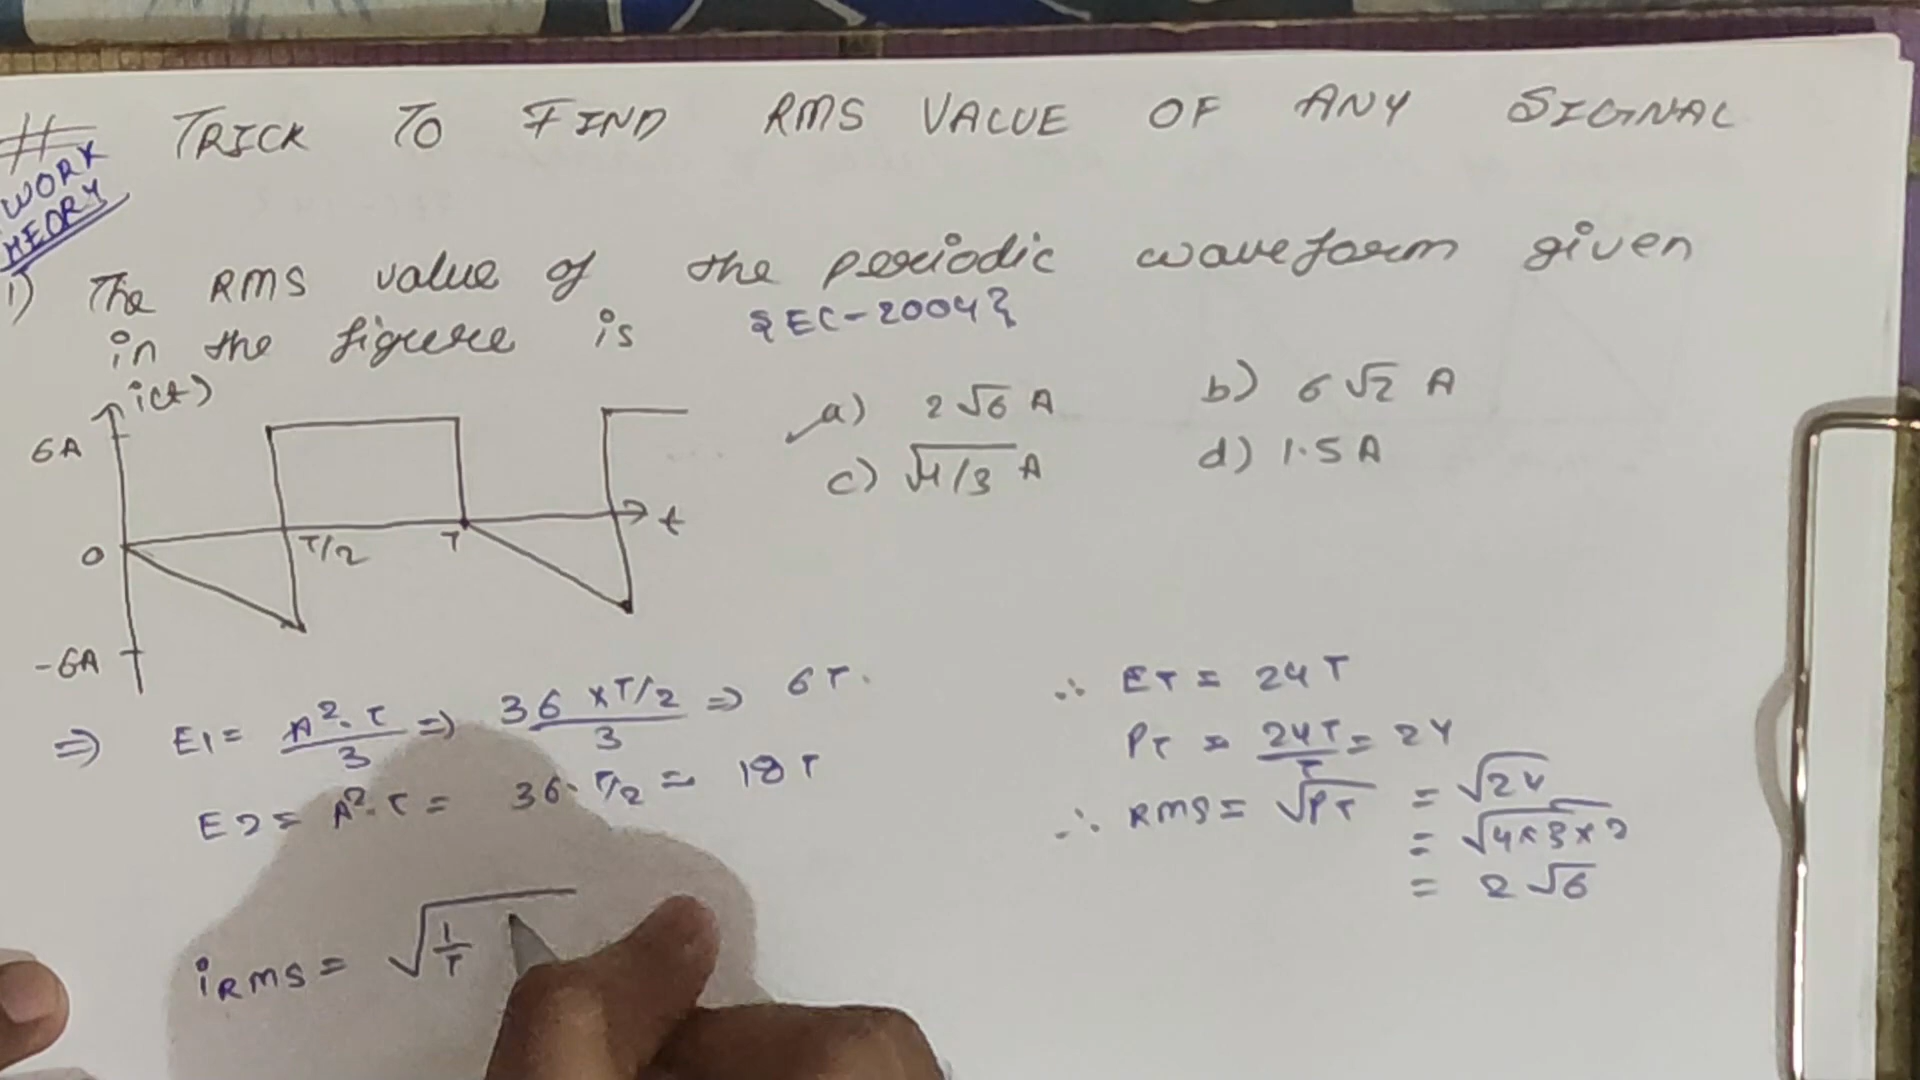 # TRICK TO FIND RMS VALUE OF ANY SIGNAL
WORK
HEORY
1) The RMS value of the periodic waveform given
in the figure is {EC-2004}
i(t)
6A
0
T/2
T
t
-6A
a) 2√6 A
b) 6√2 A
c) √4/3 A
d) 1.5 A
⇒ E1 = A².τ/3 ⇒ 36 × T/2 / 3 ⇒ 6T.
E2 = A².τ = 36. T/2 = 18T
∴ ET = 24T
PT = 24T/T = 24
∴ RMS = √PT = √24
= √4×3×2
= 2√6
iRMS = √1/T